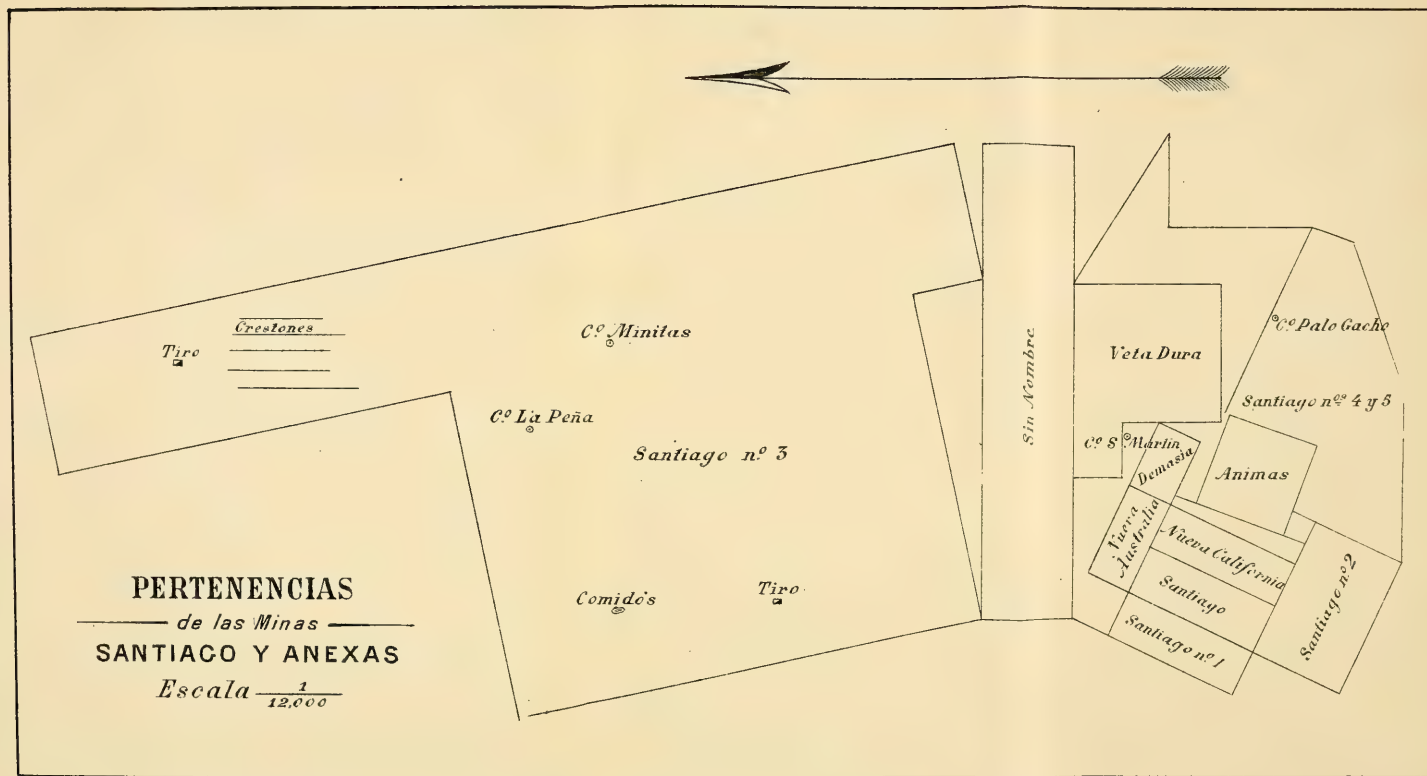 Crestones
Tiro
Cº Minitas
Cº La Peña
Santiago nº 3
Comidos
Tiro
Sin Nombre
Veta Dura
Cº S Martin
Demasia
Cº Palo Gacho
Santiago nºs 4 y 5
Animas
Nueva
Australia
Nueva California
Santiago
Santiago nº 1
Santiago nº 2
PERTENENCIAS
de las Minas
SANTIAGO Y ANEXAS
Escala 1/12,000